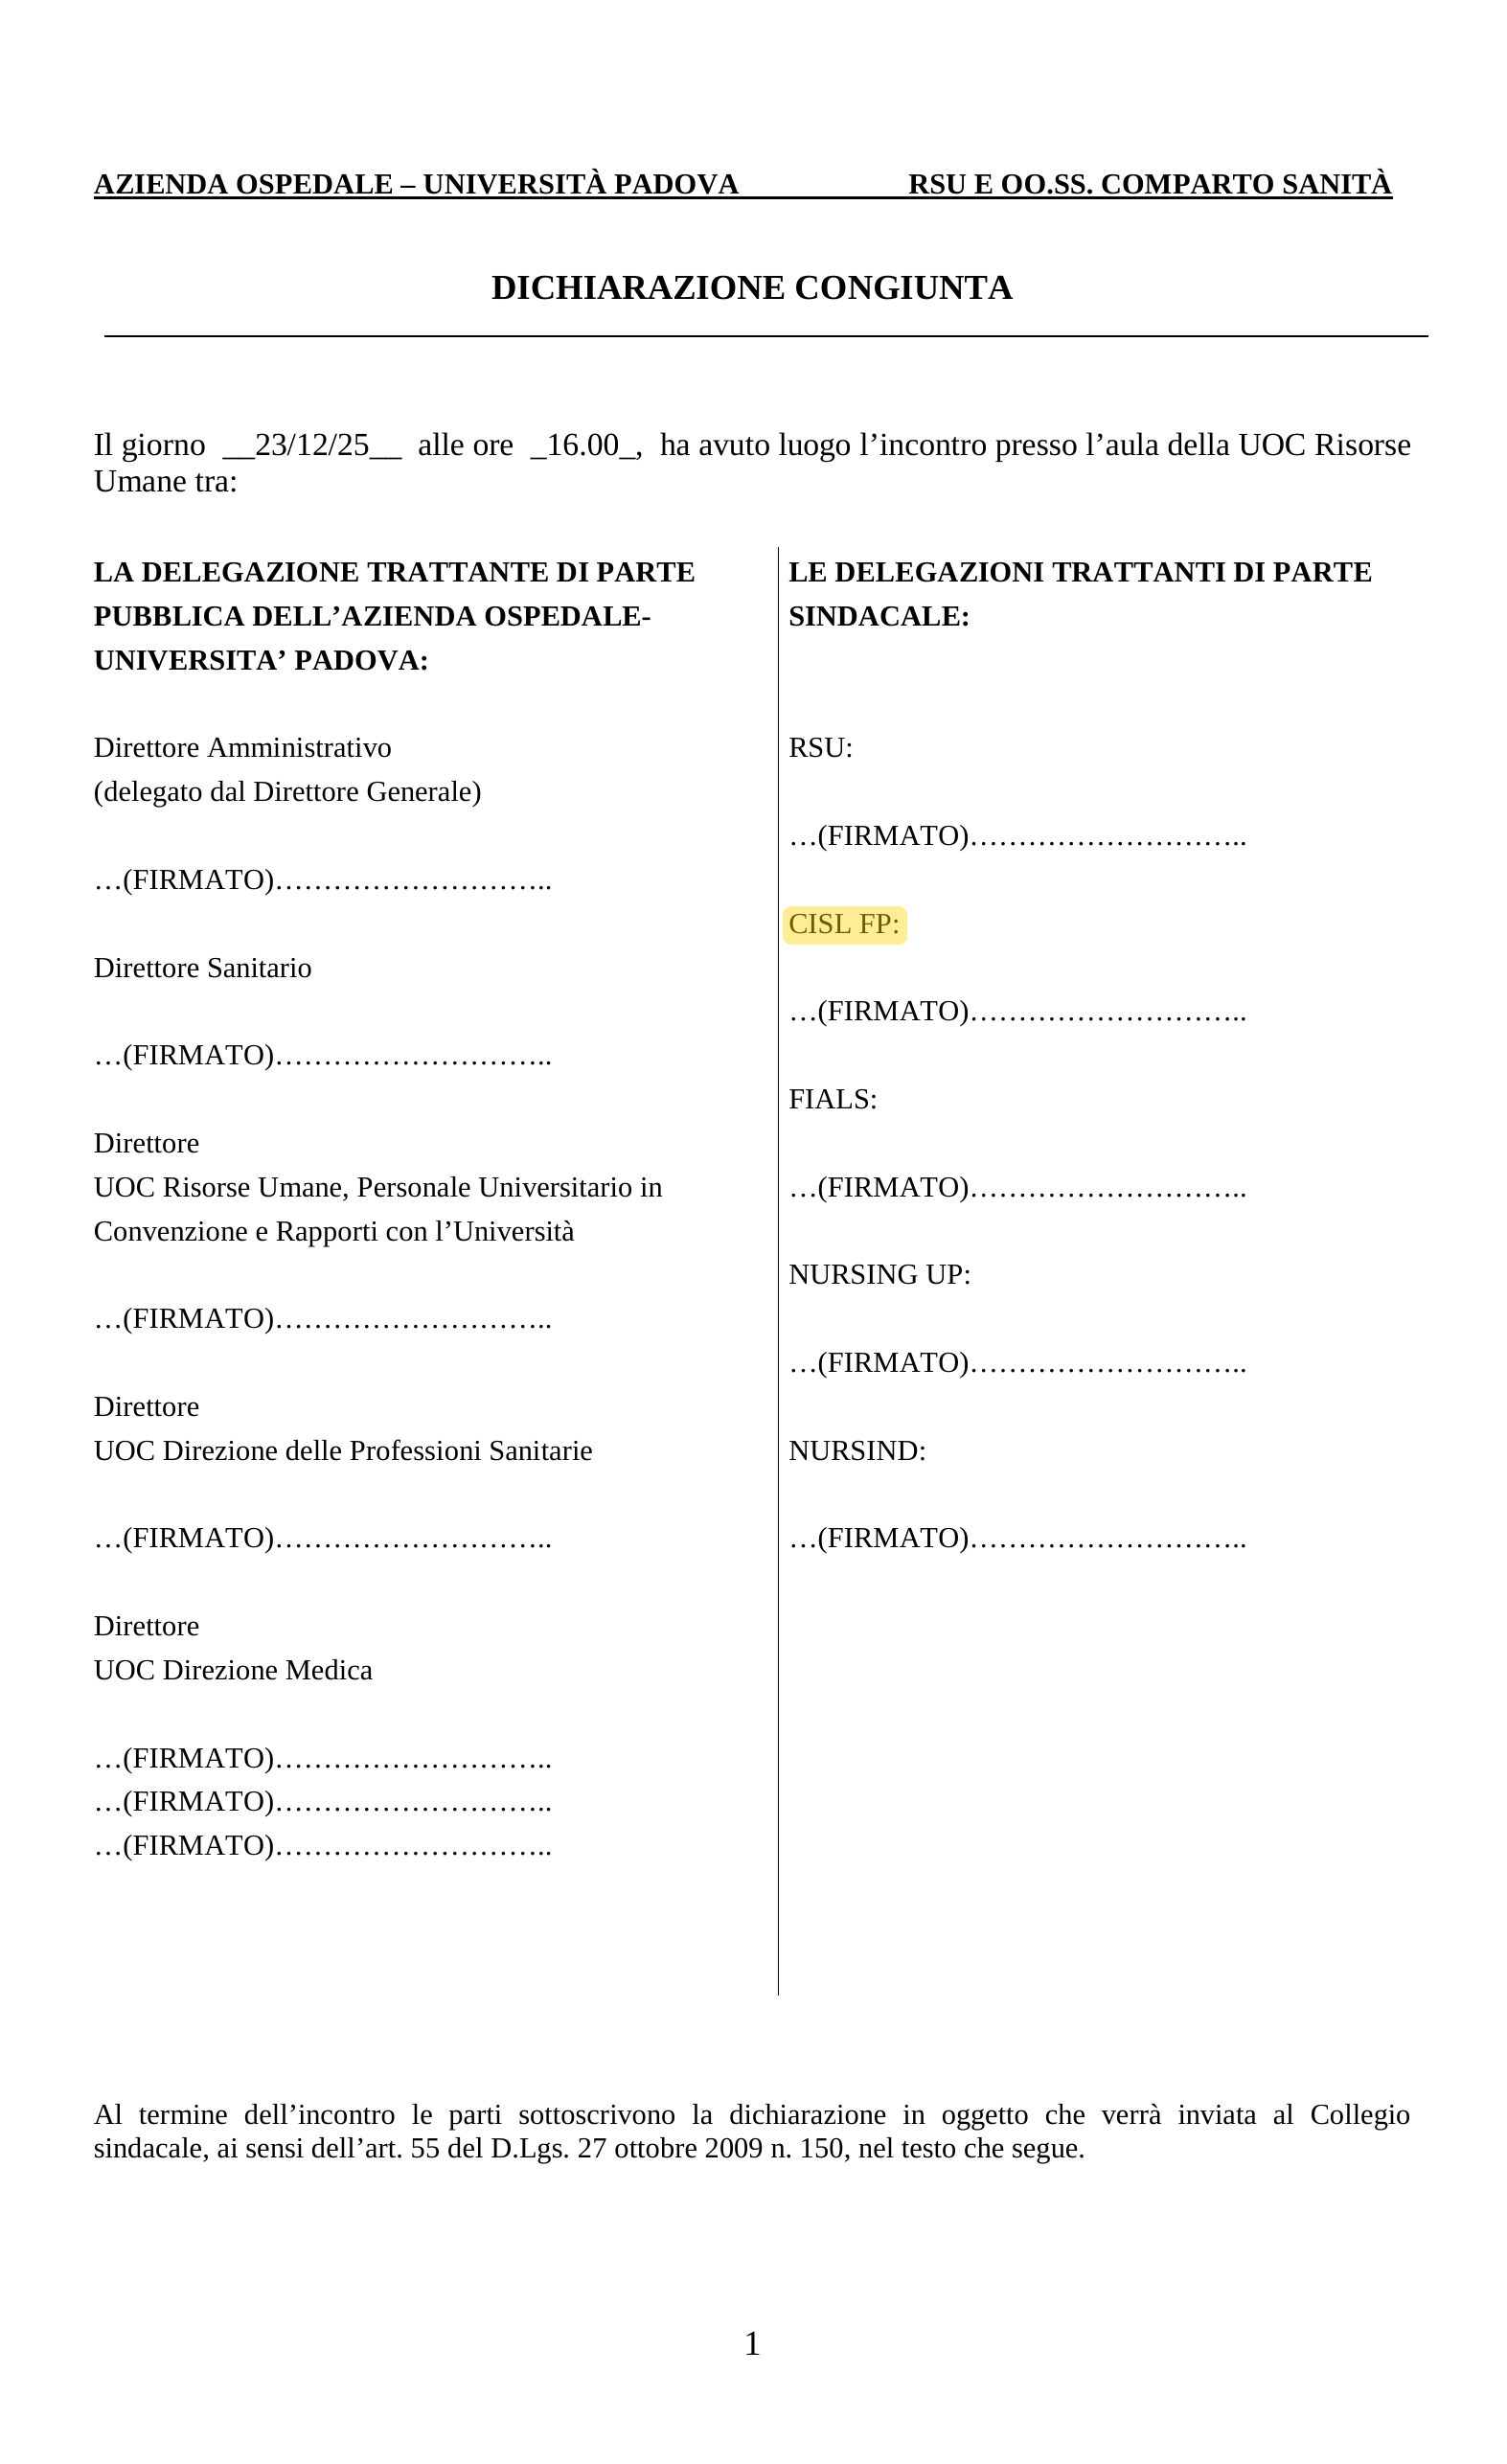 AZIENDA OSPEDALE – UNIVERSITÀ PADOVA RSU E OO.SS. COMPARTO SANITÀ
DICHIARAZIONE CONGIUNTA
Il giorno __23/12/25__ alle ore _16.00_, ha avuto luogo l’incontro presso l’aula della UOC Risorse
Umane tra:
LA DELEGAZIONE TRATTANTE DI PARTE
PUBBLICA DELL’AZIENDA OSPEDALE-
UNIVERSITA’ PADOVA:
Direttore Amministrativo
(delegato dal Direttore Generale)
…(FIRMATO)………………………..
Direttore Sanitario
…(FIRMATO)………………………..
Direttore
UOC Risorse Umane, Personale Universitario in
Convenzione e Rapporti con l’Università
…(FIRMATO)………………………..
Direttore
UOC Direzione delle Professioni Sanitarie
…(FIRMATO)………………………..
Direttore
UOC Direzione Medica
…(FIRMATO)………………………..
…(FIRMATO)………………………..
…(FIRMATO)………………………..
LE DELEGAZIONI TRATTANTI DI PARTE
SINDACALE:
RSU:
…(FIRMATO)………………………..
CISL FP:
…(FIRMATO)………………………..
FIALS:
…(FIRMATO)………………………..
NURSING UP:
…(FIRMATO)………………………..
NURSIND:
…(FIRMATO)………………………..
Al termine dell’incontro le parti sottoscrivono la dichiarazione in oggetto che verrà inviata al Collegio
sindacale, ai sensi dell’art. 55 del D.Lgs. 27 ottobre 2009 n. 150, nel testo che segue.
1